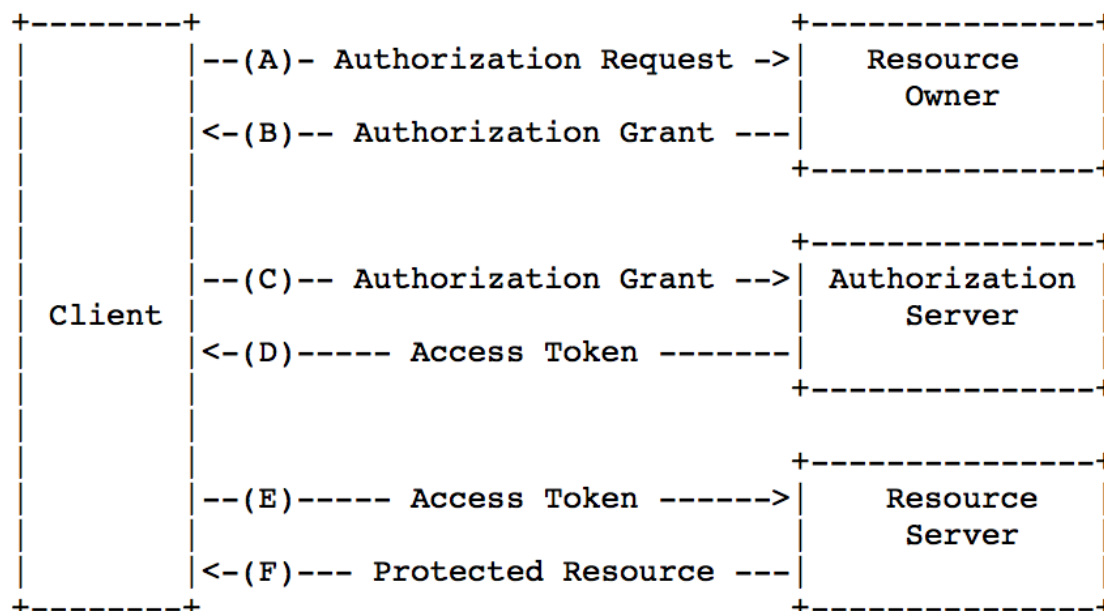 +--------+                               +---------------+
|        |--(A)- Authorization Request ->|   Resource    |
|        |                               |     Owner     |
|        |<-(B)-- Authorization Grant ---|               |
|        |                               +---------------+
|        |
|        |                               +---------------+
|        |--(C)-- Authorization Grant -->| Authorization |
| Client |                               |     Server    |
|        |<-(D)----- Access Token -------|               |
|        |                               +---------------+
|        |
|        |                               +---------------+
|        |--(E)----- Access Token ------>|    Resource   |
|        |                               |     Server    |
|        |<-(F)--- Protected Resource ---|               |
+--------+                               +---------------+